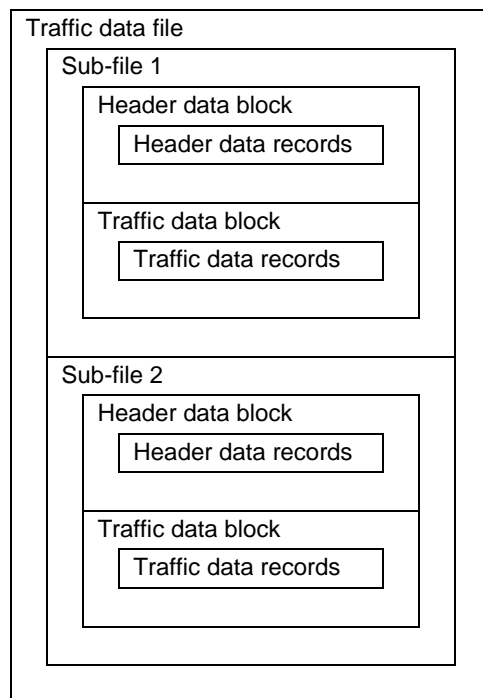 Traffic data file
Sub-file 1
Header data block
Header data records
Traffic data block
Traffic data records
Sub-file 2
Header data block
Header data records
Traffic data block
Traffic data records